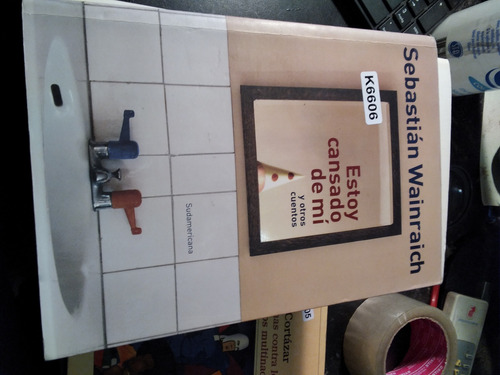 Sebastián Wainraich
K6606
Estoy
cansado
de mí
y otros
cuentos
Sudamericana
Cortázar